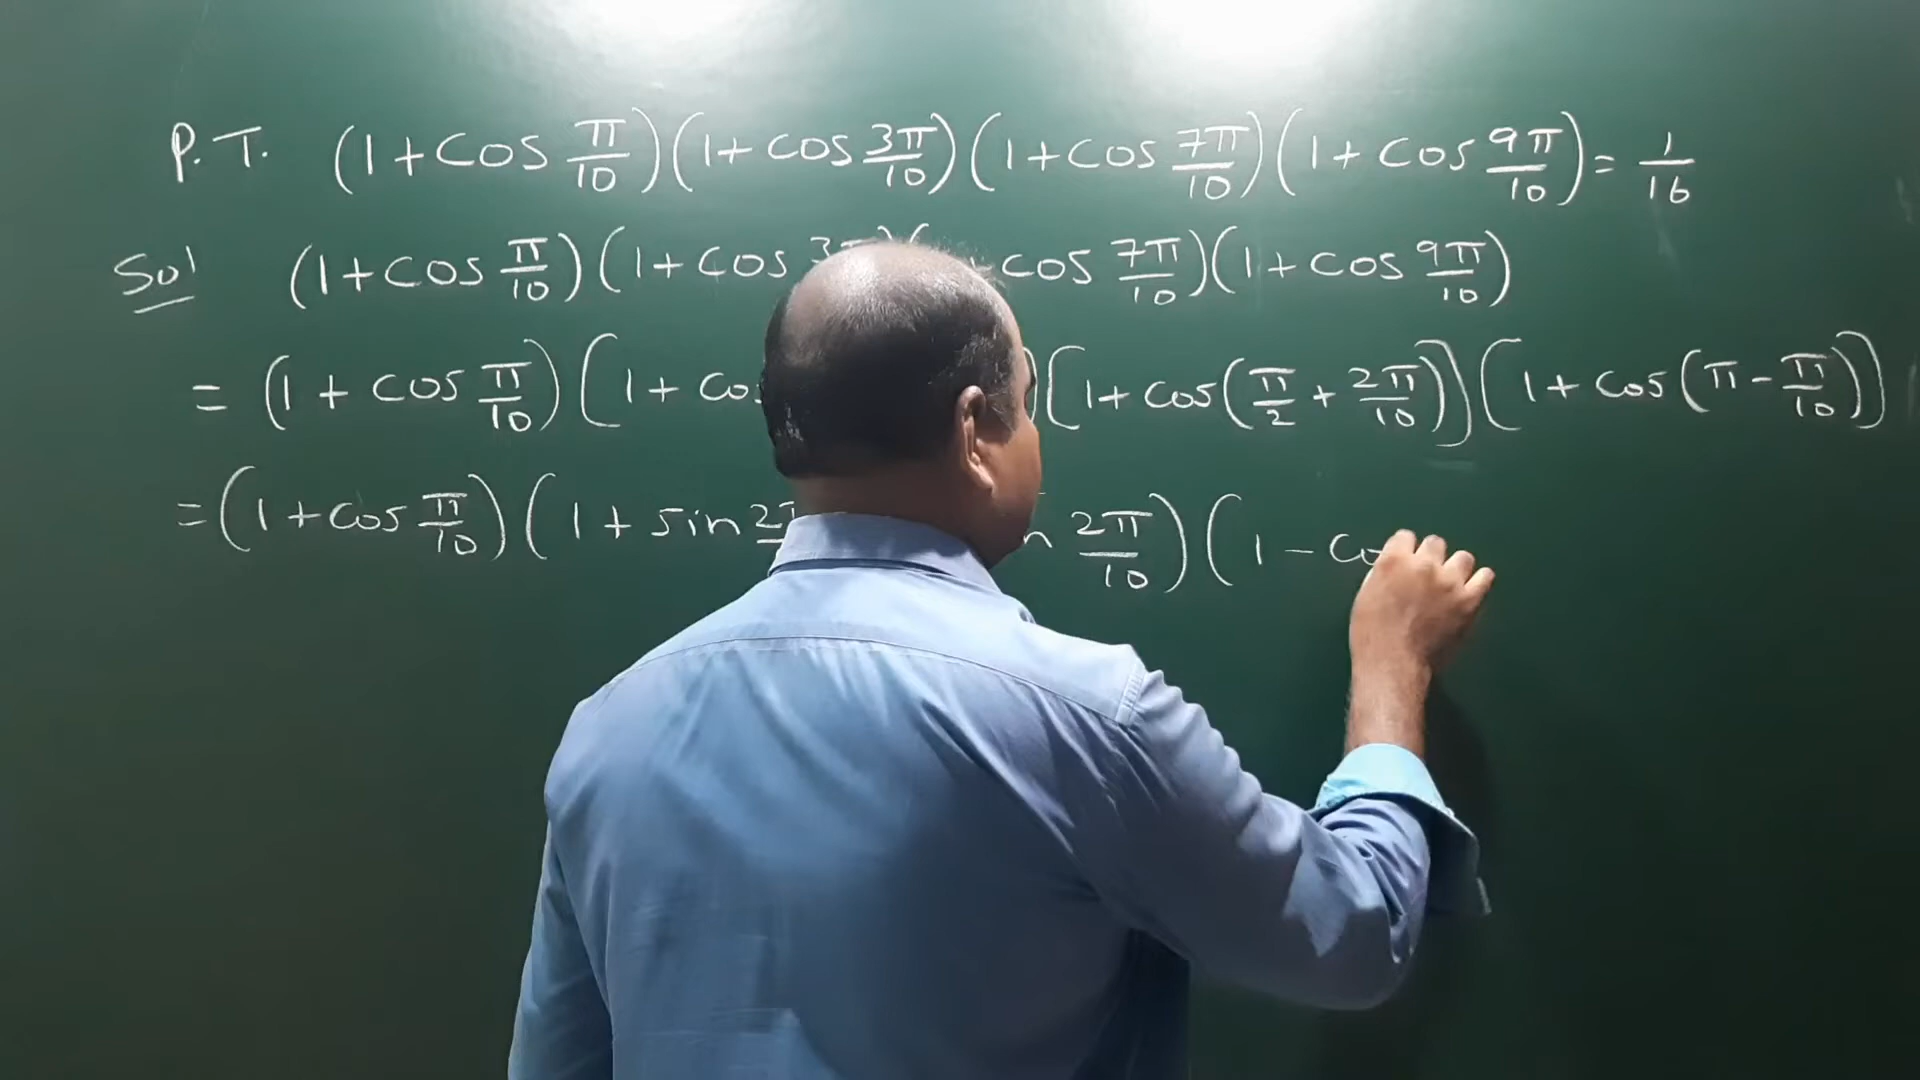 P.T. (1+cos π/10)(1+cos 3π/10)(1+cos 7π/10)(1+cos 9π/10) = 1/16
Sol (1+cos π/10)(1+cos 3π cos 7π/10)(1+cos 9π/10)
= (1+cos π/10)(1+ ) [1+cos(π/2 + 2π/10)] (1+cos(π - π/10)]
= (1+cos π/10)(1+sin 2π/10)(1-